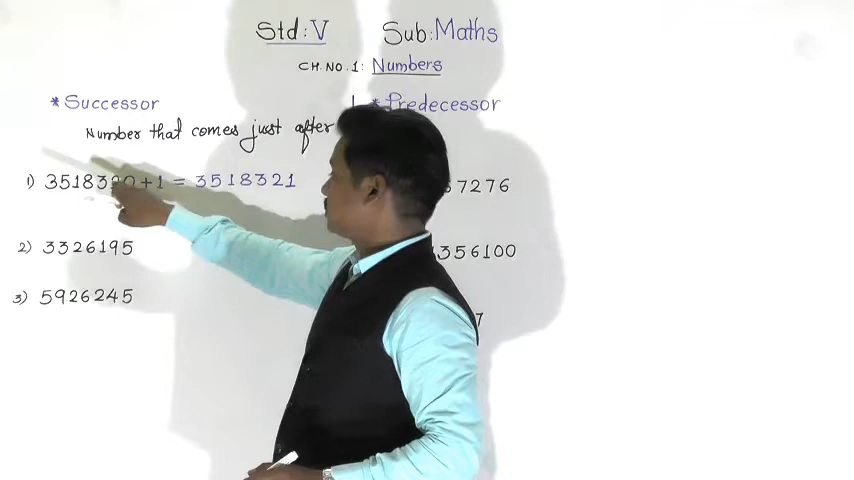 Std: V Sub: Maths
CH. NO. 1: Numbers
* Successor
* Predecessor
Number that comes just after
1) 3518320 + 1 = 3518321
7276
2) 3326195
356100
3) 5926245
7